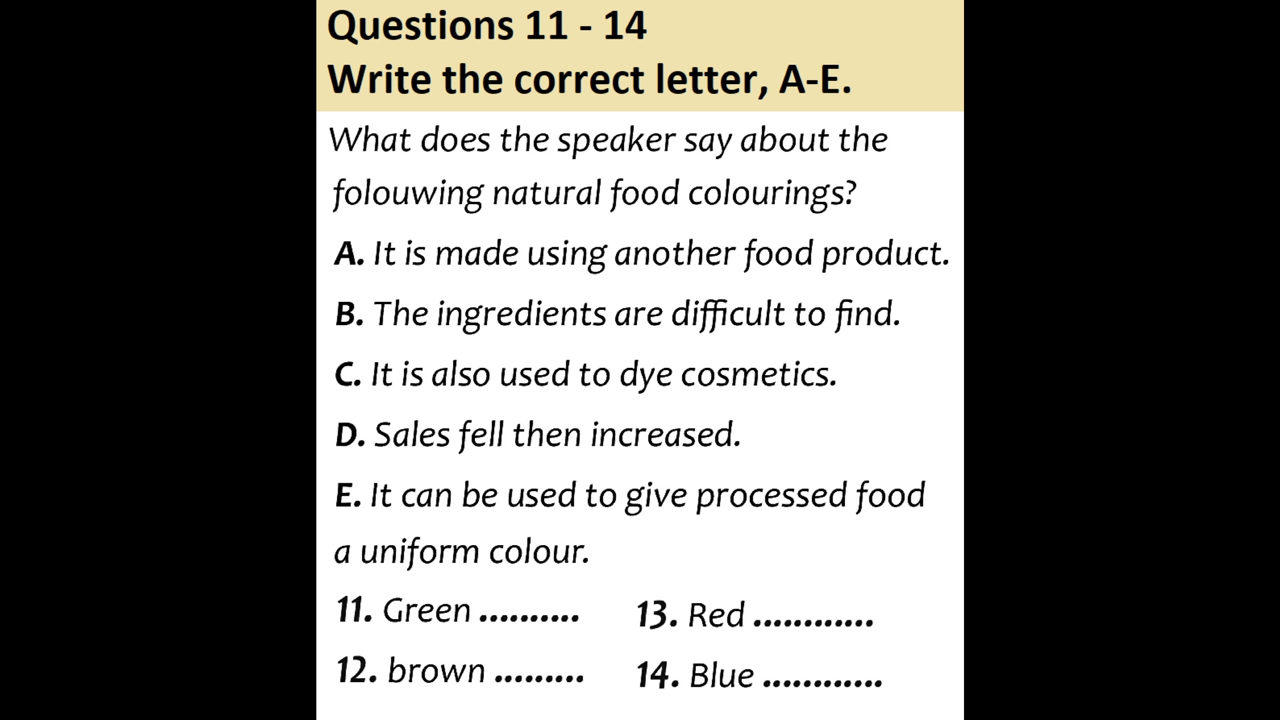 Questions 11 - 14
Write the correct letter, A-E.
What does the speaker say about the
folouwing natural food colourings?
A. It is made using another food product.
B. The ingredients are difficult to find.
C. It is also used to dye cosmetics.
D. Sales fell then increased.
E. It can be used to give processed food
a uniform colour.
11. Green .......... 13. Red ............
12. brown ......... 14. Blue ............